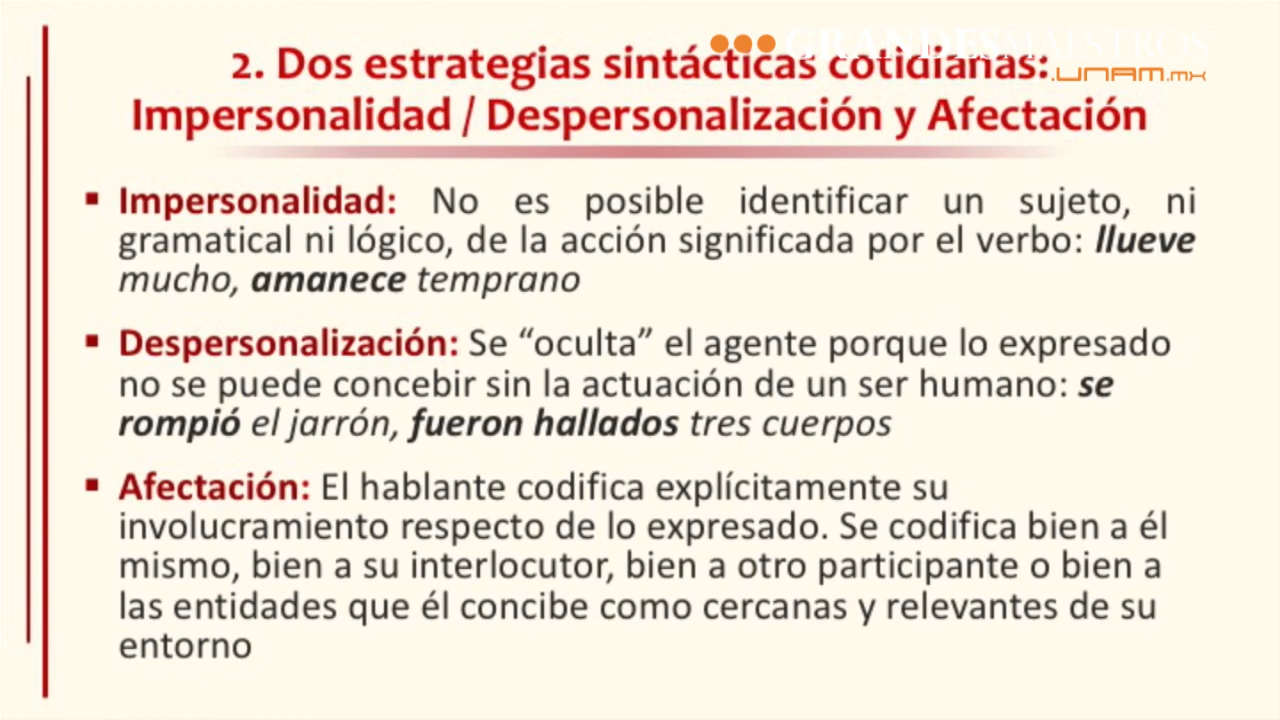 GRANDES MAESTROS
.UNAM.mx
2. Dos estrategias sintácticas cotidianas:
Impersonalidad / Despersonalización y Afectación
▪ Impersonalidad: No es posible identificar un sujeto, ni
gramatical ni lógico, de la acción significada por el verbo: llueve
mucho, amanece temprano
▪ Despersonalización: Se “oculta” el agente porque lo expresado
no se puede concebir sin la actuación de un ser humano: se
rompió el jarrón, fueron hallados tres cuerpos
▪ Afectación: El hablante codifica explícitamente su
involucramiento respecto de lo expresado. Se codifica bien a él
mismo, bien a su interlocutor, bien a otro participante o bien a
las entidades que él concibe como cercanas y relevantes de su
entorno